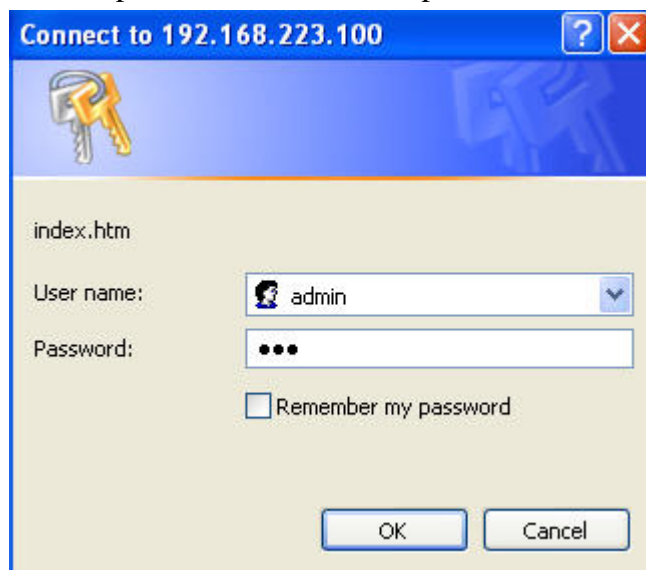 Connect to 192.168.223.100
index.htm
User name: admin
Password: •••
Remember my password
OK Cancel